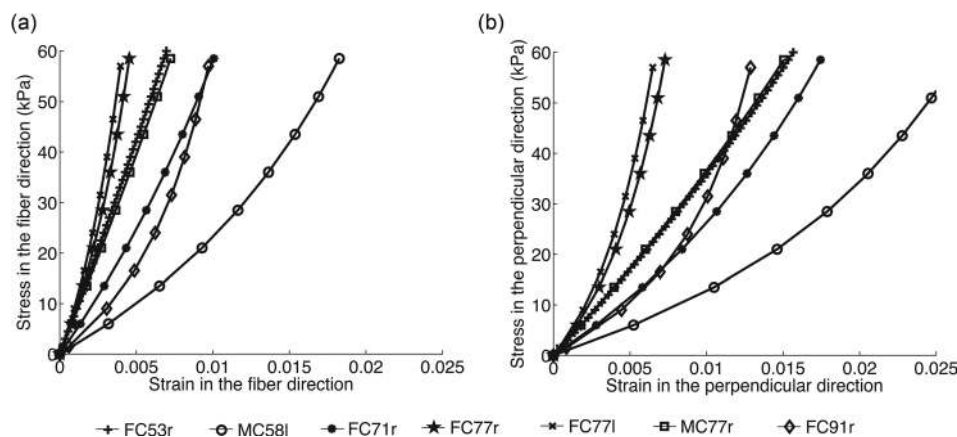 (a)
Stress in the fiber direction (kPa)
60
50
40
30
20
10
0
0 0.005 0.01 0.015 0.02 0.025
Strain in the fiber direction
(b)
Stress in the perpendicular direction (kPa)
60
50
40
30
20
10
0
0 0.005 0.01 0.015 0.02 0.025
Strain in the perpendicular direction
FC53r MC58l FC71r FC77r FC77l MC77r FC91r